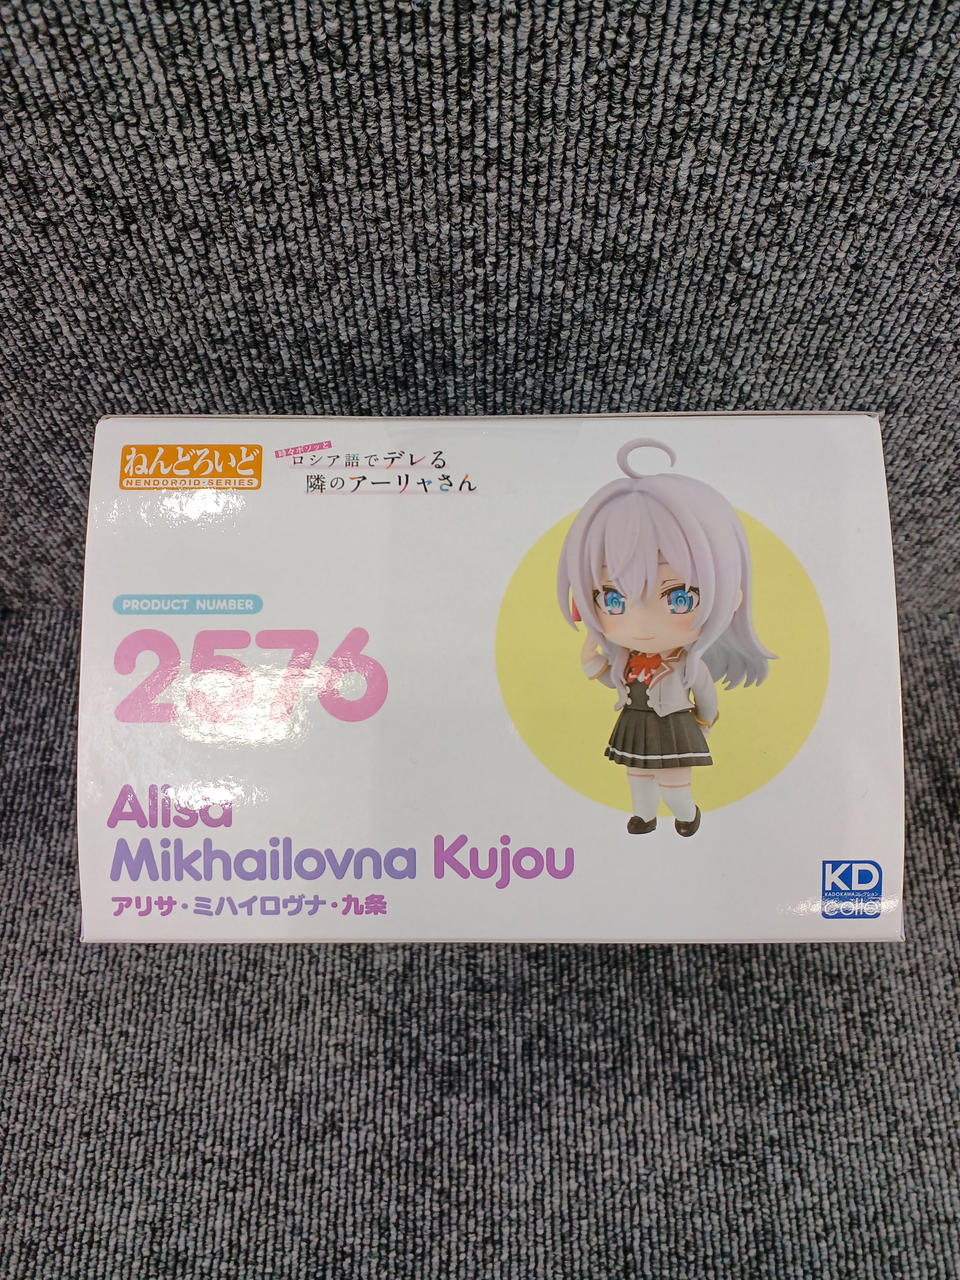 ねんどろいど
NENDOROID-SERIES
時々ボソッと
ロシア語でデレる
隣のアーリャさん
PRODUCT NUMBER
2576
Alisa
Mikhailovna Kujou
アリサ・ミハイロヴナ・九条
KD
KADOKAWAコレクション
colle